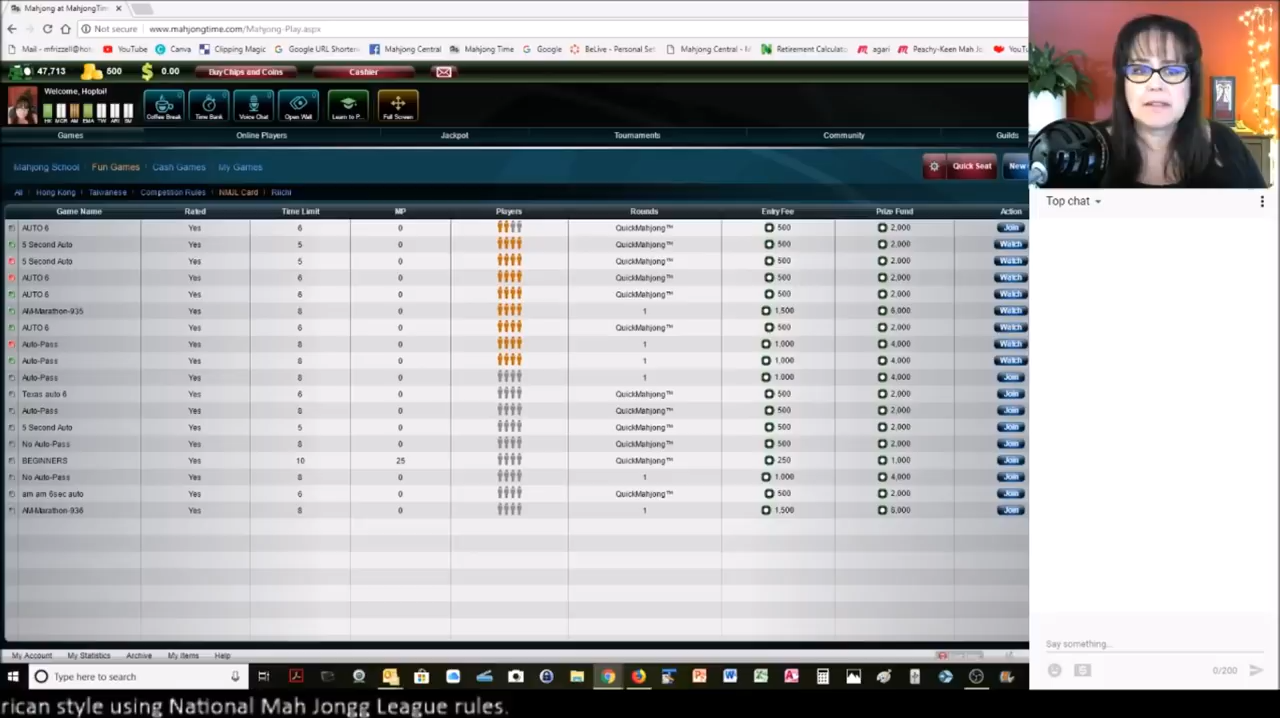 Mahjong at MahjongTim
Not secure www.mahjongtime.com/Mahjong-Play.aspx
Mail - mfrizzell@hot YouTube Canva Clipping Magic Google URL Shorten Mahjong Central Mahjong Time Google BeLive - Personal Set Mahjong Central - M Retirement Calculato agari Peachy-Keen Mah Jo YouTu
47,713 500 0.00 Buy Chips and Coins Cashier
Welcome, Hoptoi!
HK MCR AM EMA TW
Coffee Break Time Bank Voice Chat Open Wall Learn to P... Full Screen
Games Online Players Jackpot Tournaments Community Guilds
Mahjong School Fun Games Cash Games My Games Quick Seat New
All Hong Kong Taiwanese Competition Rules NMJL Card Riichi
Game Name Rated Time Limit MP Players Rounds Entry Fee Prize Fund Action
AUTO 6 Yes 6 0 QuickMahjong™ 500 2,000 Join
5 Second Auto Yes 5 0 QuickMahjong™ 500 2,000 Watch
5 Second Auto Yes 5 0 QuickMahjong™ 500 2,000 Watch
AUTO 6 Yes 6 0 QuickMahjong™ 500 2,000 Watch
AUTO 6 Yes 6 0 QuickMahjong™ 500 2,000 Watch
AM-Marathon-935 Yes 8 0 1 1,500 6,000 Watch
AUTO 6 Yes 6 0 QuickMahjong™ 500 2,000 Watch
Auto-Pass Yes 8 0 1 1,000 4,000 Watch
Auto-Pass Yes 8 0 1 1,000 4,000 Watch
Auto-Pass Yes 8 0 1 1,000 4,000 Join
Texas auto 6 Yes 6 0 QuickMahjong™ 500 2,000 Join
Auto-Pass Yes 8 0 QuickMahjong™ 500 2,000 Join
5 Second Auto Yes 5 0 QuickMahjong™ 500 2,000 Join
No Auto-Pass Yes 8 0 QuickMahjong™ 500 2,000 Join
BEGINNERS Yes 10 25 QuickMahjong™ 250 1,000 Join
No Auto-Pass Yes 8 0 1 1,000 4,000 Join
am am 6sec auto Yes 6 0 QuickMahjong™ 500 2,000 Join
AM-Marathon-936 Yes 8 0 1 1,500 6,000 Join
My Account My Statistics Archive My Items Help
Type here to search
rican style using National Mah Jongg League rules.
Top chat
Say something...
0/200